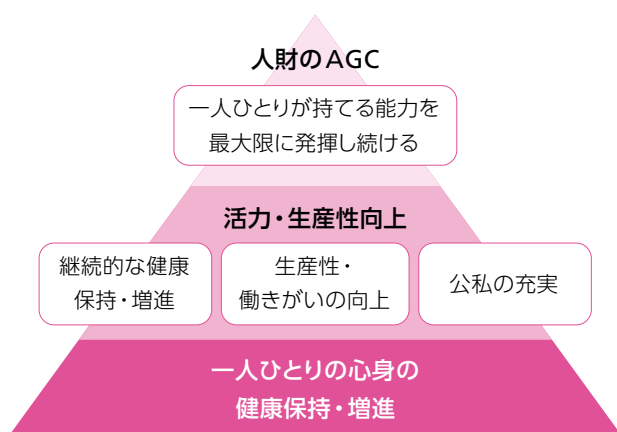 人財のAGC
一人ひとりが持てる能力を
最大限に発揮し続ける
活力・生産性向上
継続的な健康
保持・増進
生産性・
働きがいの向上
公私の充実
一人ひとりの心身の
健康保持・増進